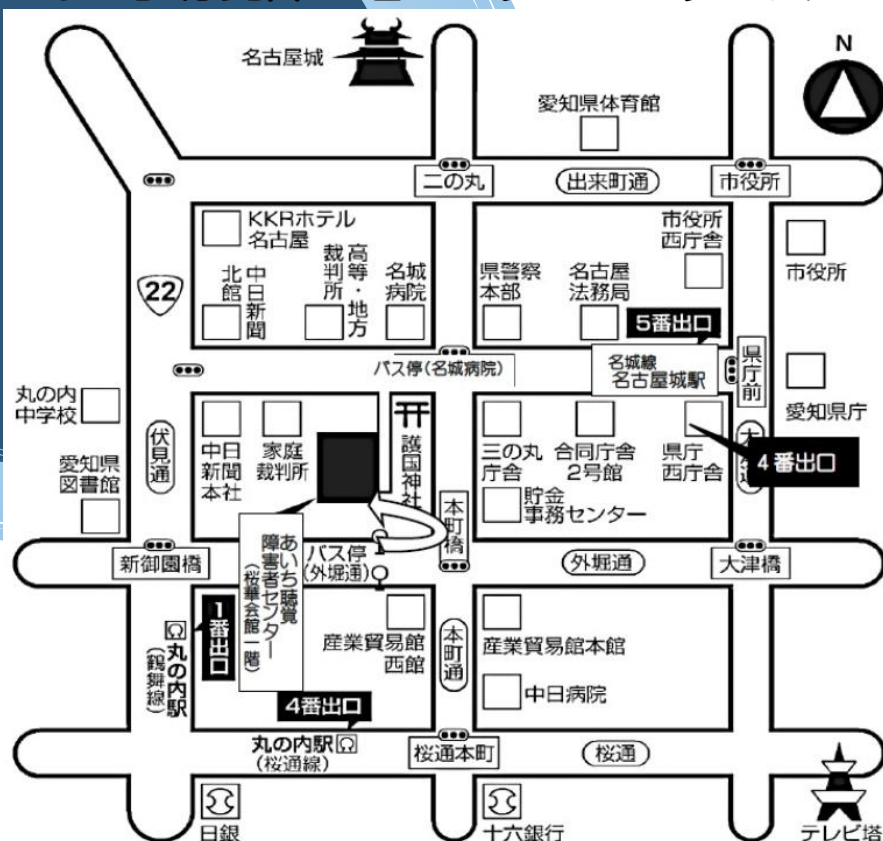 名古屋城
N
愛知県体育館
二の丸
出来町通
市役所
KKRホテル
名古屋
中日新聞
北館
高等・地方
裁判所
名城
病院
県警察
本部
名古屋
法務局
市役所
西庁舎
市役所
22
5番出口
バス停(名城病院)
名城線
名古屋城駅
県庁前
愛知県庁
丸の内
中学校
愛知県
図書館
伏見通
中日
新聞
本社
家庭
裁判所
護国神社
三の丸
庁舎
合同庁舎
2号館
県庁
西庁舎
4番出口
貯金
事務センター
本町橋
新御園橋
あいち聴覚
障害者センター
(桜華会館一階)
バス停
(外堀通)
外堀通
大津橋
1番出口
丸の内駅
(鶴舞線)
産業貿易館
西館
本町通
産業貿易館本館
中日病院
4番出口
丸の内駅
(桜通線)
桜通本町
桜通
日銀
十六銀行
テレビ塔